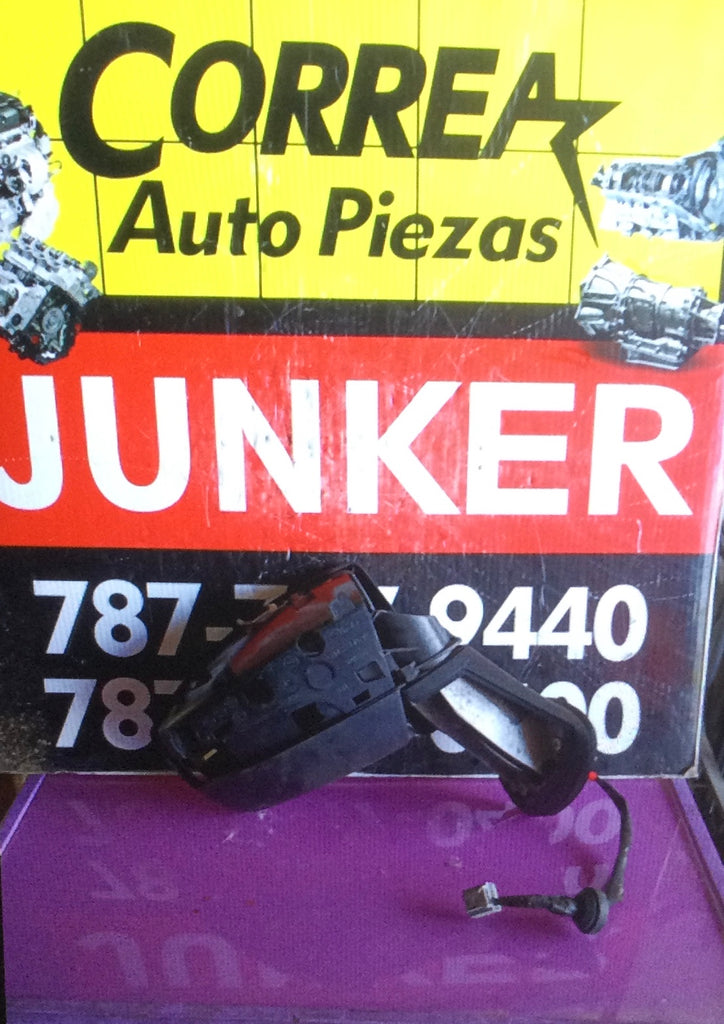 CORREA
Auto Piezas
JUNKER
787- 9440
787 00